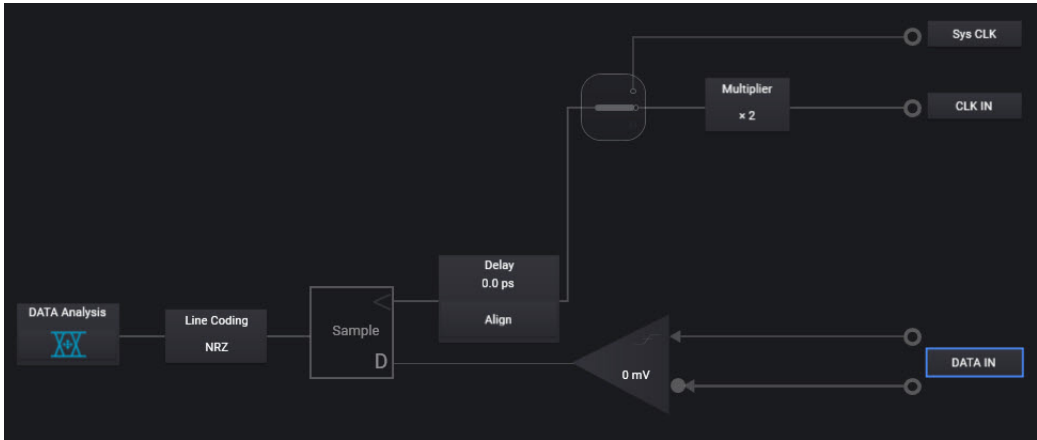 Sys CLK
Multiplier
× 2
CLK IN
Delay
0.0 ps
Align
DATA Analysis
Line Coding
NRZ
Sample
D
0 mV
DATA IN